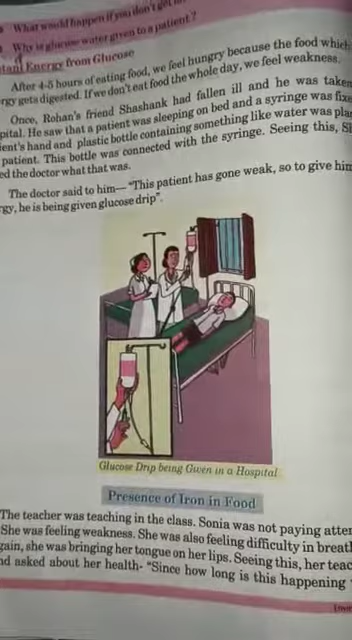 What would happen if you don't get
Why is glucose water given to a patient?
Energy from Glucose
After 4-5 hours of eating food, we feel hungry because the food which
gets digested. If we don't eat food the whole day, we feel weakness.
Once, Rohan's friend Shashank had fallen ill and he was taken
He saw that a patient was sleeping on bed and a syringe was
hand and plastic bottle containing something like water was
patient. This bottle was connected with the syringe. Seeing this,
the doctor what that was.
The doctor said to him— "This patient has gone weak, so to give him
he is being given glucose drip".
Glucose Drip being Given in a Hospital
Presence of Iron in Food
The teacher was teaching in the class. Sonia was not paying
She was feeling weakness. She was also feeling difficulty in
she was bringing her tongue on her lips. Seeing this, her
asked about her health- "Since how long is this happening